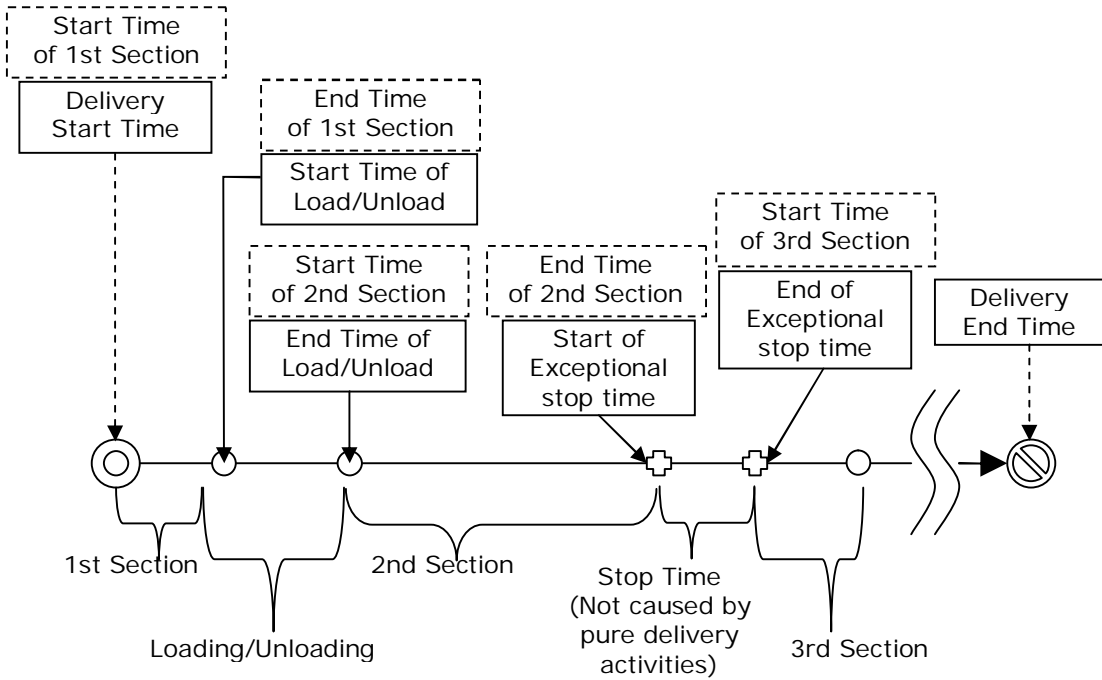 Start Time
of 1st Section
Delivery
Start Time
End Time
of 1st Section
Start Time of
Load/Unload
Start Time
of 2nd Section
End Time of
Load/Unload
End Time
of 2nd Section
Start of
Exceptional
stop time
Start Time
of 3rd Section
End of
Exceptional
stop time
Delivery
End Time
1st Section
Loading/Unloading
2nd Section
Stop Time
(Not caused by
pure delivery
activities)
3rd Section